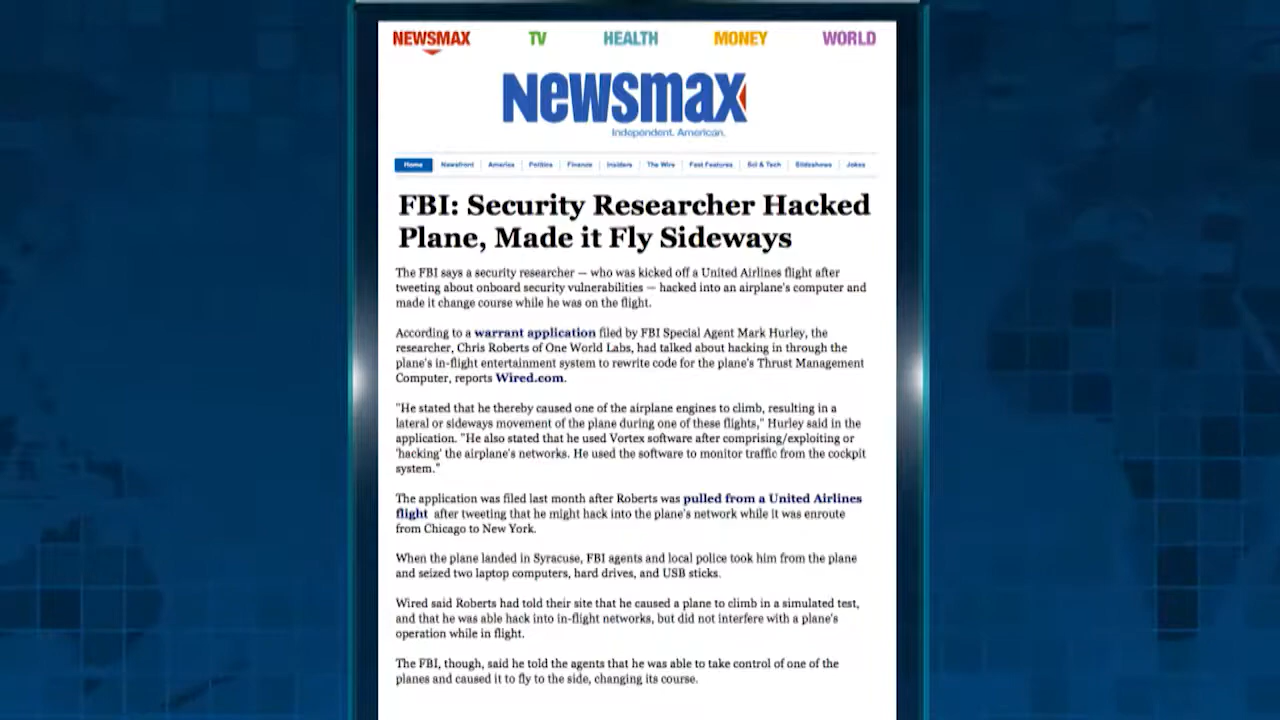 NEWSMAX TV HEALTH MONEY WORLD
Newsmax
Independent. American.
Home Newsfront America Politics Finance Insiders The Wire Fast Features Sci & Tech Slideshows Jokes
FBI: Security Researcher Hacked
Plane, Made it Fly Sideways
The FBI says a security researcher — who was kicked off a United Airlines flight after
tweeting about onboard security vulnerabilities — hacked into an airplane's computer and
made it change course while he was on the flight.
According to a warrant application filed by FBI Special Agent Mark Hurley, the
researcher, Chris Roberts of One World Labs, had talked about hacking in through the
plane's in-flight entertainment system to rewrite code for the plane's Thrust Management
Computer, reports Wired.com.
"He stated that he thereby caused one of the airplane engines to climb, resulting in a
lateral or sideways movement of the plane during one of these flights," Hurley said in the
application. "He also stated that he used Vortex software after comprising/exploiting or
'hacking' the airplane's networks. He used the software to monitor traffic from the cockpit
system."
The application was filed last month after Roberts was pulled from a United Airlines
flight after tweeting that he might hack into the plane's network while it was enroute
from Chicago to New York.
When the plane landed in Syracuse, FBI agents and local police took him from the plane
and seized two laptop computers, hard drives, and USB sticks.
Wired said Roberts had told their site that he caused a plane to climb in a simulated test,
and that he was able hack into in-flight networks, but did not interfere with a plane's
operation while in flight.
The FBI, though, said he told the agents that he was able to take control of one of the
planes and caused it to fly to the side, changing its course.